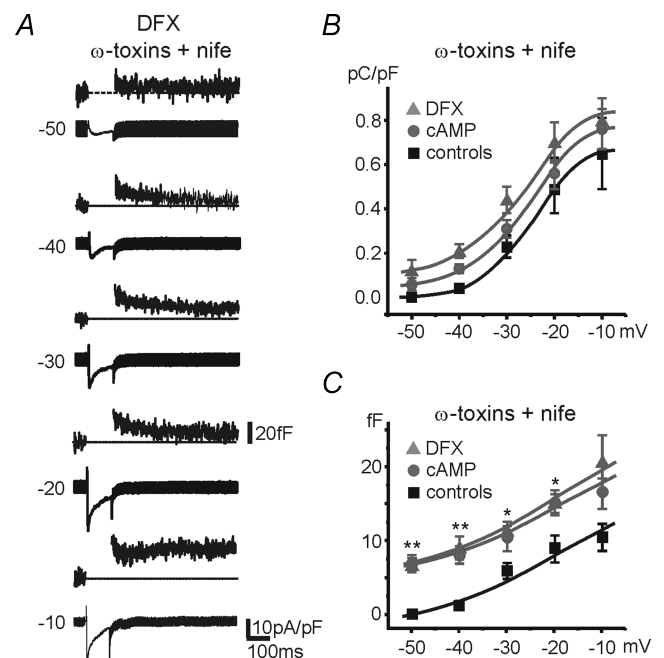 A
DFX
ω-toxins + nife
-50
-40
-30
20fF
-20
-10
10pA/pF
100ms
B
ω-toxins + nife
pC/pF
DFX
cAMP
controls
0.8
0.6
0.4
0.2
0.0
-50 -40 -30 -20 -10 mV
C
ω-toxins + nife
fF
DFX
cAMP
controls
20
10
0
** ** * *
-50 -40 -30 -20 -10 mV